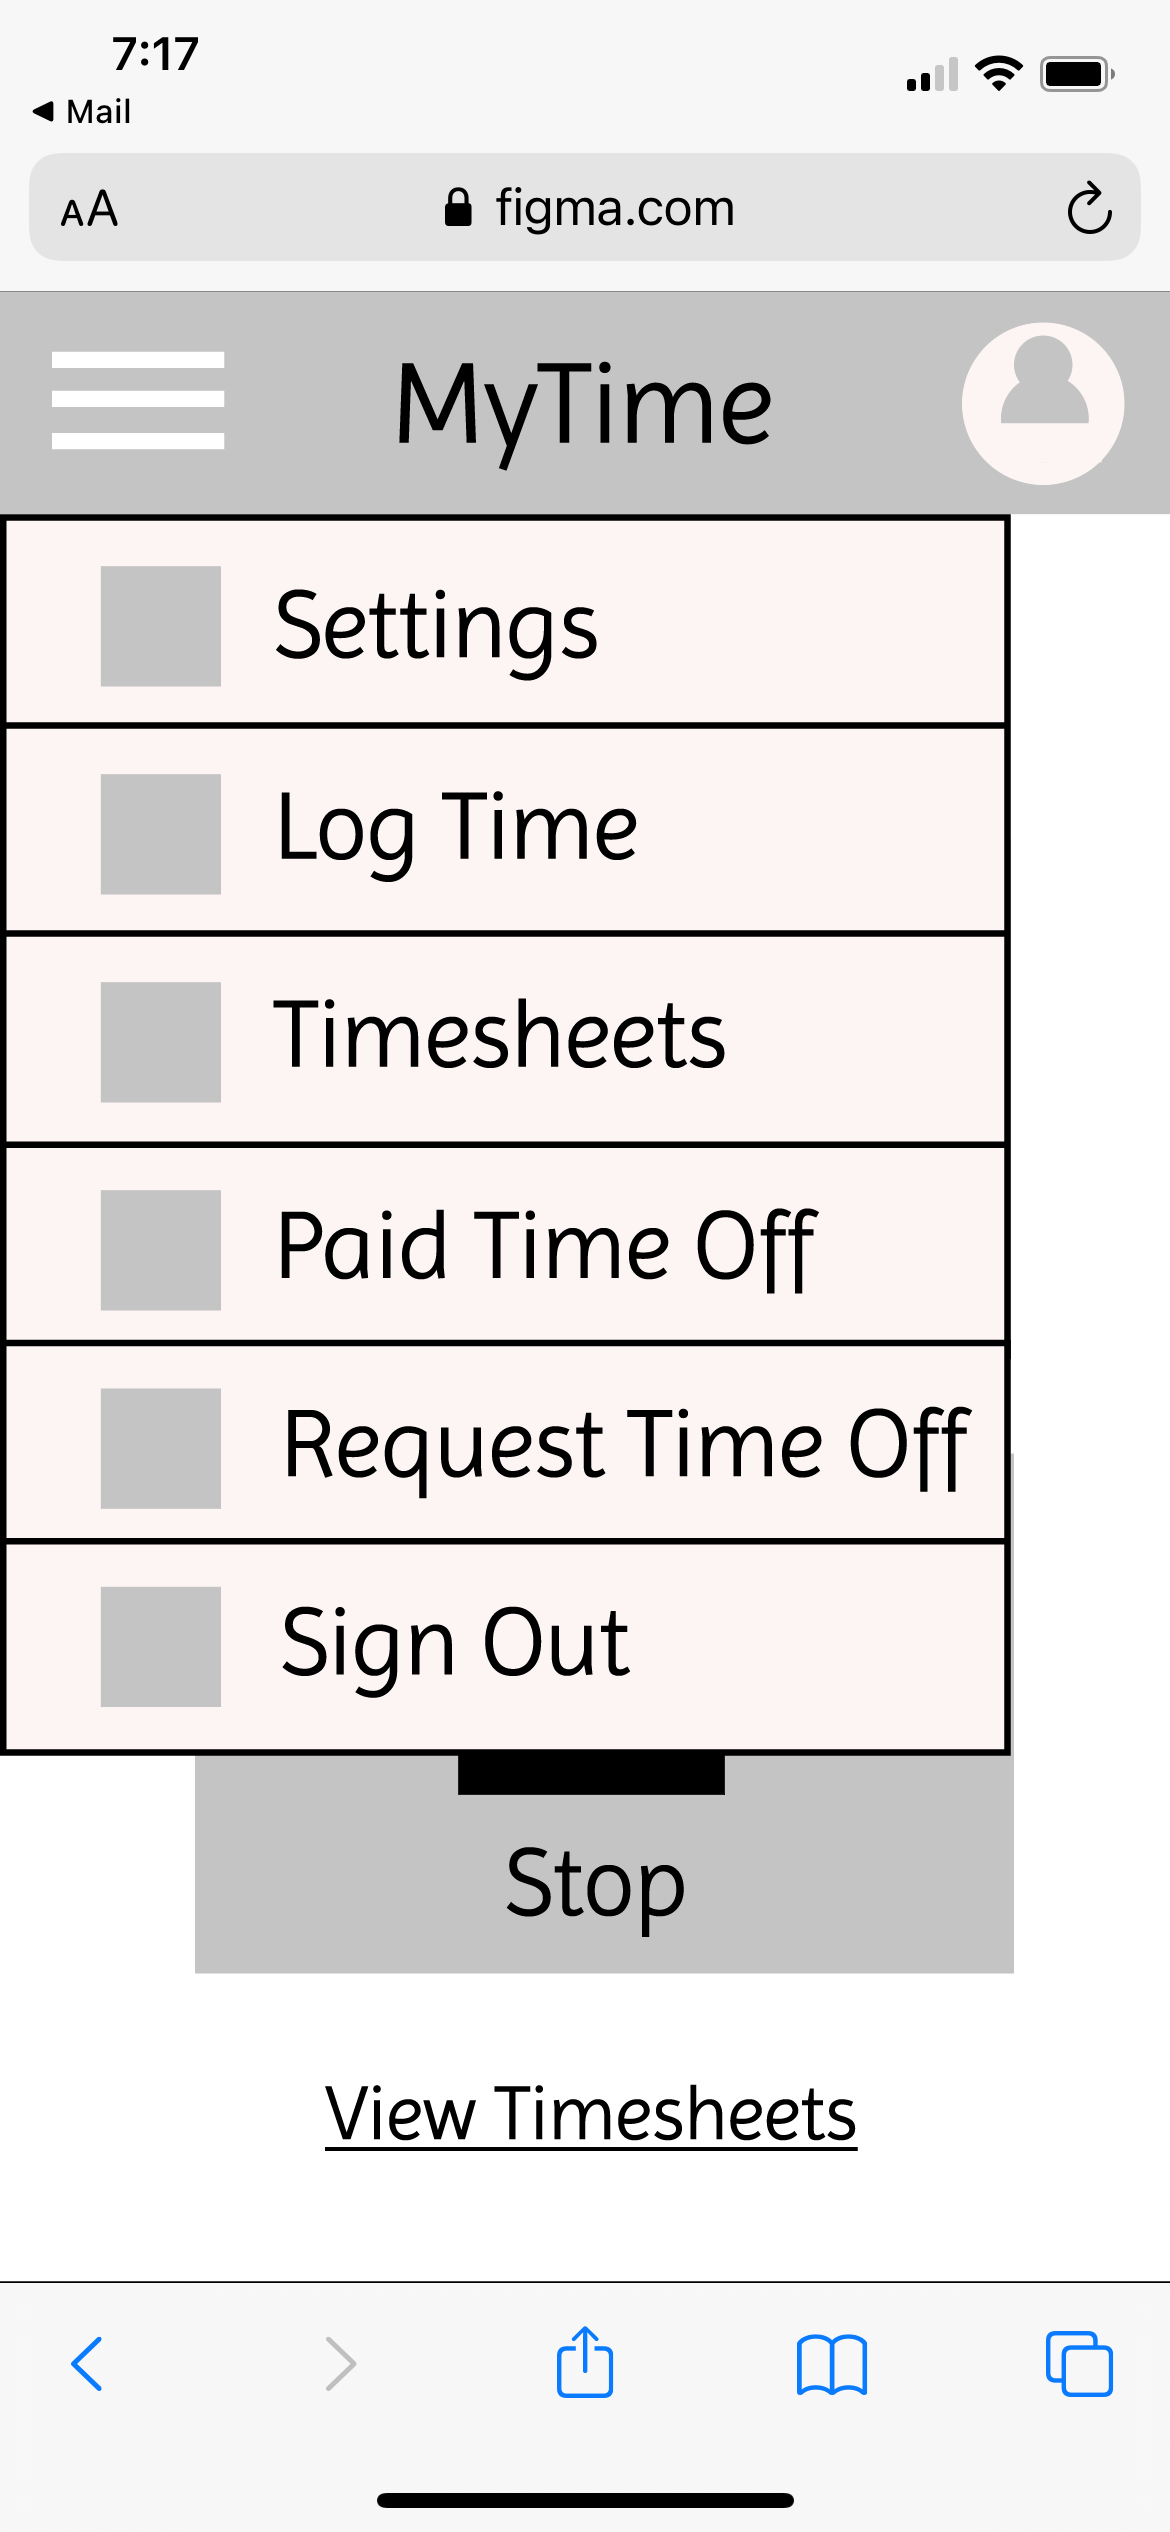 7:17
Mail
AA
figma.com
MyTime
Settings
Log Time
Timesheets
Paid Time Off
Request Time Off
Sign Out
Stop
View Timesheets